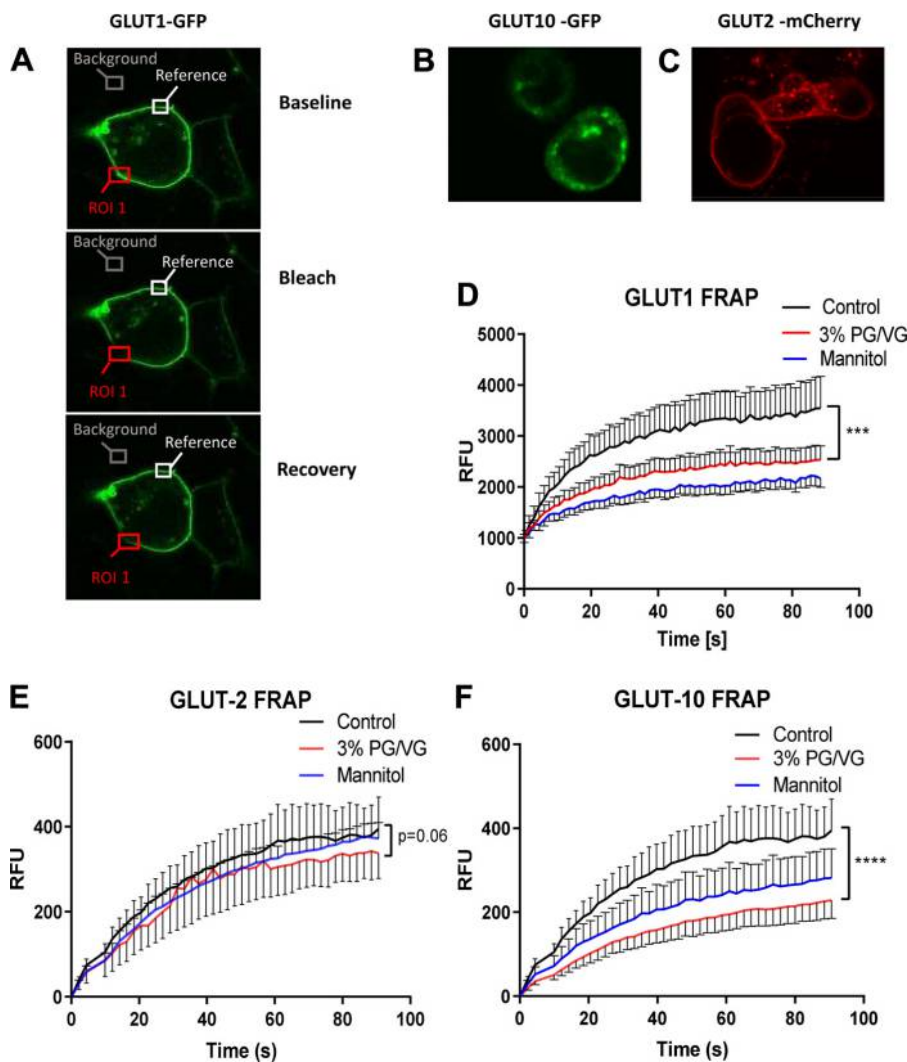 GLUT1-GFP
GLUT10 -GFP
GLUT2 -mCherry
A
Background
Reference
ROI 1
Baseline
Background
Reference
ROI 1
Bleach
Background
Reference
ROI 1
Recovery
B
C
D
GLUT1 FRAP
Control
3% PG/VG
Mannitol
5000
4000
3000
2000
1000
0
RFU
***
0 20 40 60 80 100
Time [s]
E
GLUT-2 FRAP
Control
3% PG/VG
Mannitol
600
400
200
0
RFU
p=0.06
0 20 40 60 80 100
Time (s)
F
GLUT-10 FRAP
Control
3% PG/VG
Mannitol
600
400
200
0
RFU
****
0 20 40 60 80 100
Time (s)